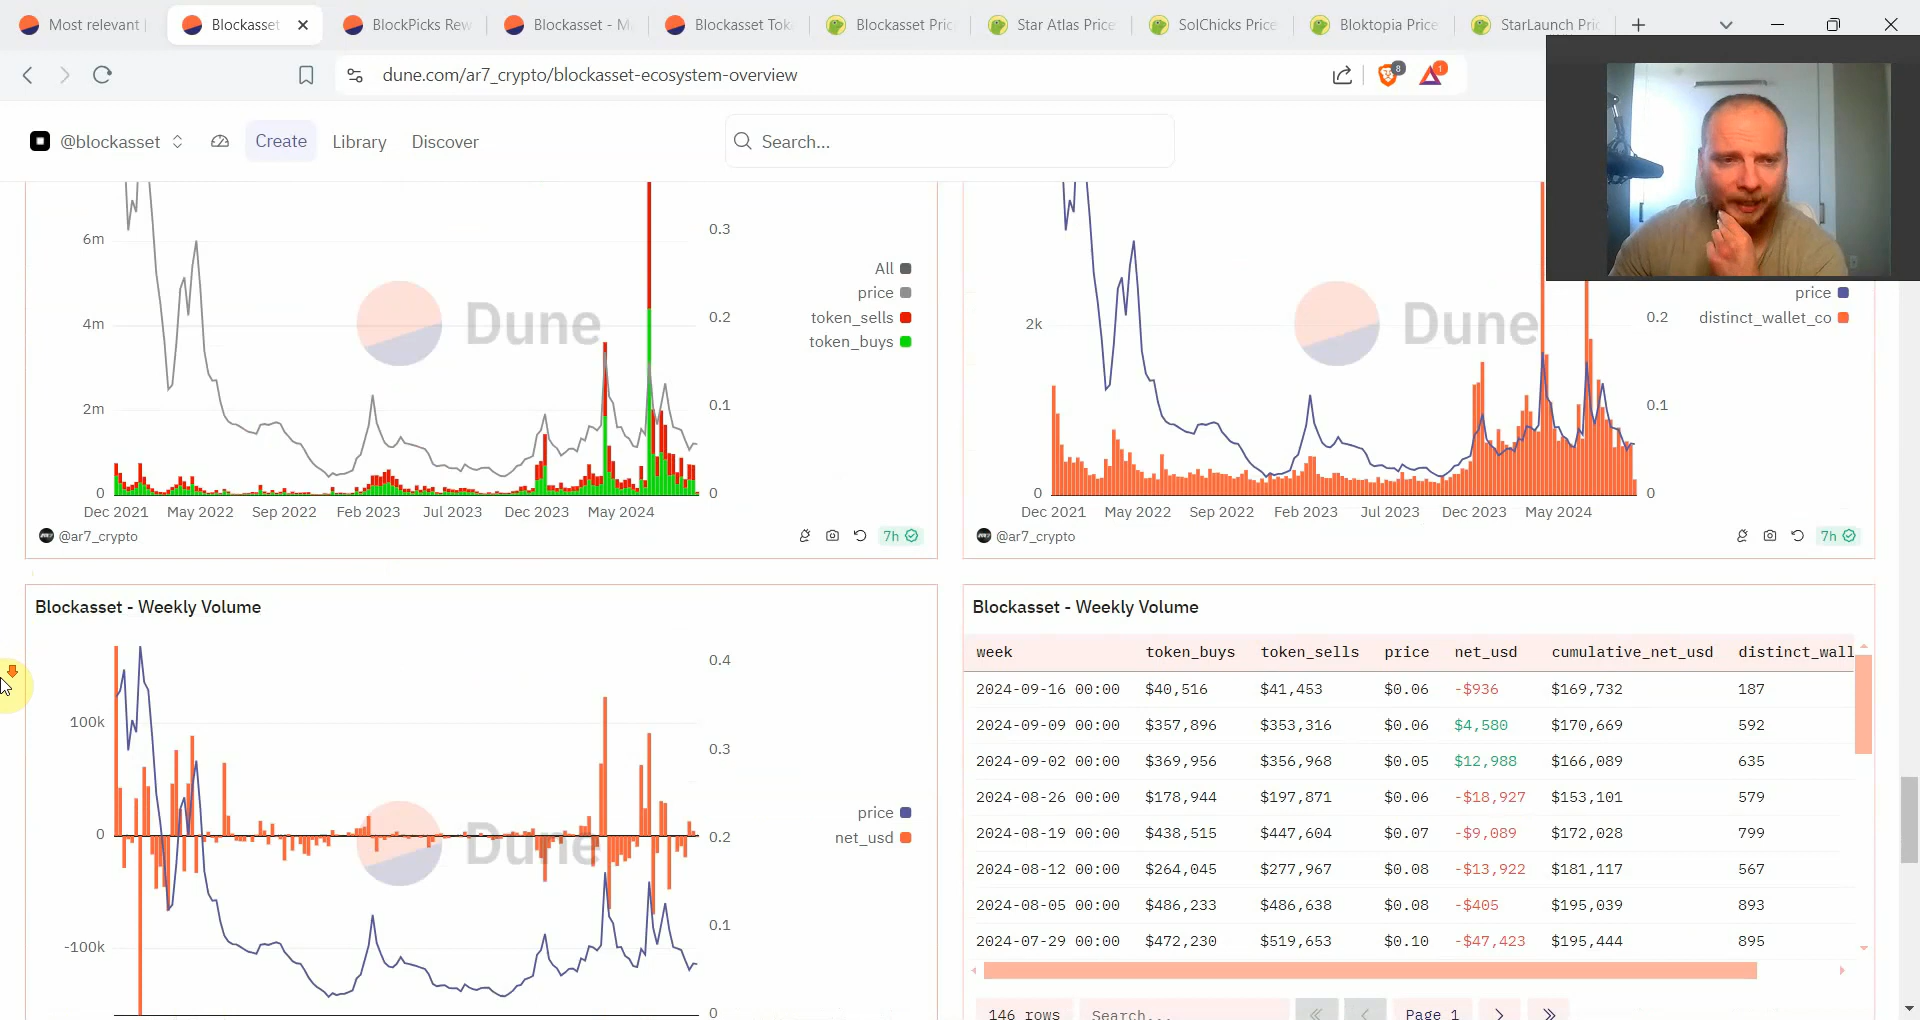 Most relevant
Blockasset
BlockPicks Rew
Blockasset - M
Blockasset Tok
Blockasset Pric
Star Atlas Price
SolChicks Price
Bloktopia Price
StarLaunch Pric
dune.com/ar7_crypto/blockasset-ecosystem-overview
8
1
@blockasset
Create
Library
Discover
Search...
6m
4m
2m
0
0.3
0.2
0.1
0
All
price
token_sells
token_buys
Dune
Dec 2021 May 2022 Sep 2022 Feb 2023 Jul 2023 Dec 2023 May 2024
@ar7_crypto
7h
2k
0
0.2
0.1
0
price
distinct_wallet_co
Dune
Dec 2021 May 2022 Sep 2022 Feb 2023 Jul 2023 Dec 2023 May 2024
@ar7_crypto
7h
Blockasset - Weekly Volume
100k
0
-100k
0.4
0.3
0.2
0.1
0
price
net_usd
Dune
Blockasset - Weekly Volume
week token_buys token_sells price net_usd cumulative_net_usd distinct_wall
2024-09-16 00:00 $40,516 $41,453 $0.06 -$936 $169,732 187
2024-09-09 00:00 $357,896 $353,316 $0.06 $4,580 $170,669 592
2024-09-02 00:00 $369,956 $356,968 $0.05 $12,988 $166,089 635
2024-08-26 00:00 $178,944 $197,871 $0.06 -$18,927 $153,101 579
2024-08-19 00:00 $438,515 $447,604 $0.07 -$9,089 $172,028 799
2024-08-12 00:00 $264,045 $277,967 $0.08 -$13,922 $181,117 567
2024-08-05 00:00 $486,233 $486,638 $0.08 -$405 $195,039 893
2024-07-29 00:00 $472,230 $519,653 $0.10 -$47,423 $195,444 895
146 rows
Search...
Page 1